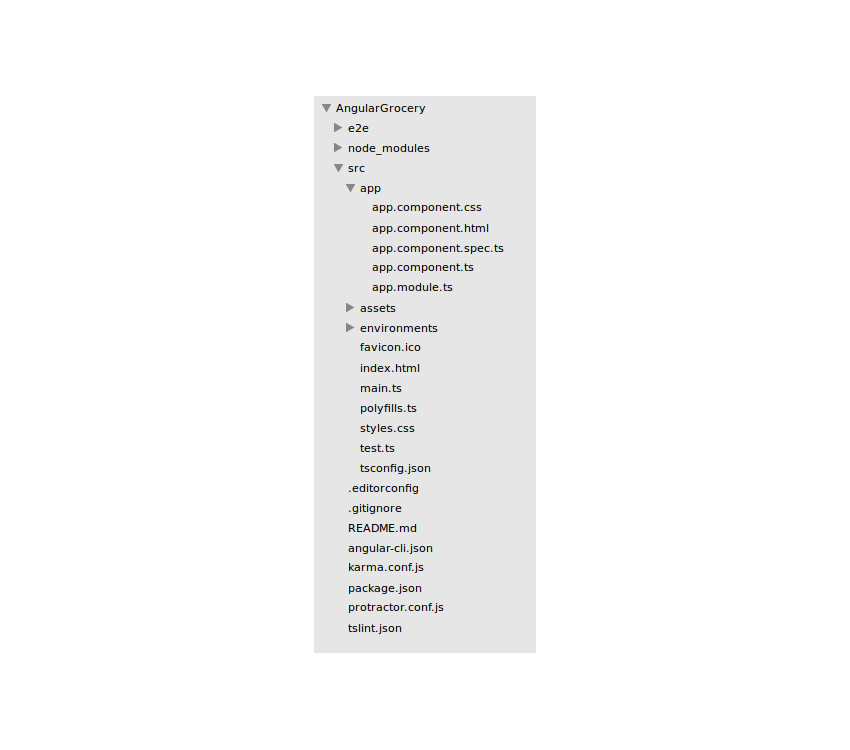 AngularGrocery
e2e
node_modules
src
app
app.component.css
app.component.html
app.component.spec.ts
app.component.ts
app.module.ts
assets
environments
favicon.ico
index.html
main.ts
polyfills.ts
styles.css
test.ts
tsconfig.json
.editorconfig
.gitignore
README.md
angular-cli.json
karma.conf.js
package.json
protractor.conf.js
tslint.json